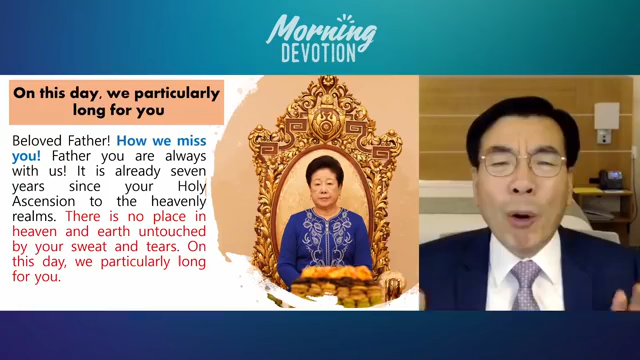 Morning
DEVOTION
On this day, we particularly
long for you
Beloved Father! How we miss
you! Father you are always
with us! It is already seven
years since your Holy
Ascension to the heavenly
realms. There is no place in
heaven and earth untouched
by your sweat and tears. On
this day, we particularly long
for you.